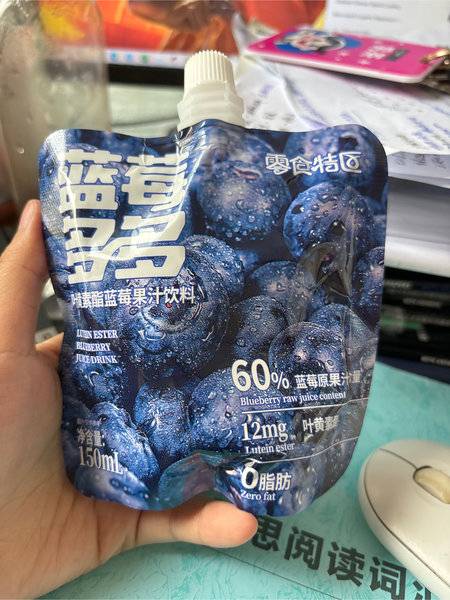 零食特区
蓝莓
多多
叶黄素酯蓝莓果汁饮料
LUTEIN ESTER
BLUEBERRY
JUICE DRINK
60% 蓝莓原果汁含量
Blueberry raw juice content
12mg 叶黄素酯
Lutein ester
0脂肪
Zero fat
净含量:
150mL
思阅读词汇